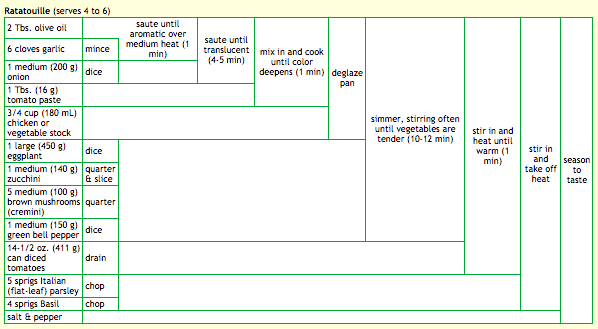 Ratatouille (serves 4 to 6)
2 Tbs. olive oil
saute until
aromatic over
medium heat (1
min)
saute until
translucent
(4-5 min)
mix in and cook
until color
deepens (1 min)
deglaze
pan
simmer, stirring often
until vegetables are
tender (10-12 min)
stir in and
heat until
warm (1
min)
stir in
and
take off
heat
season
to
taste
6 cloves garlic
mince
1 medium (200 g)
onion
dice
1 Tbs. (16 g)
tomato paste
3/4 cup (180 mL)
chicken or
vegetable stock
1 large (450 g)
eggplant
dice
1 medium (140 g)
zucchini
quarter
& slice
5 medium (100 g)
brown mushrooms
(cremini)
quarter
1 medium (150 g)
green bell pepper
dice
14-1/2 oz. (411 g)
can diced
tomatoes
drain
5 sprigs Italian
(flat-leaf) parsley
chop
4 sprigs Basil
chop
salt & pepper